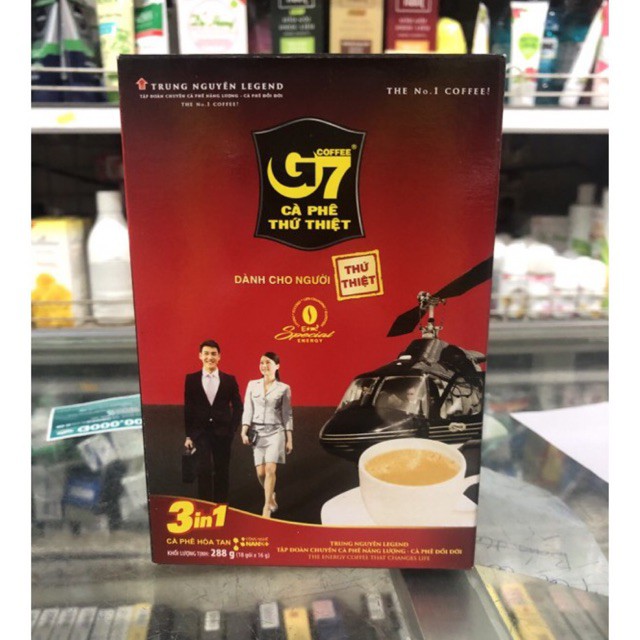 TRUNG NGUYÊN LEGEND
TẬP ĐOÀN CHUYÊN CÀ PHÊ NĂNG LƯỢNG - CÀ PHÊ ĐỔI ĐỜI
THE No.1 COFFEE!
THE No.1 COFFEE!
COFFEE
G7
CÀ PHÊ
THỨ THIỆT
DÀNH CHO NGƯỜI
THỨ
THIỆT
Special
ENERGY
3in1
CÀ PHÊ HÒA TAN
KHỐI LƯỢNG TỊNH: 288 g (18 gói x 16 g)
TRUNG NGUYÊN LEGEND
TẬP ĐOÀN CHUYÊN CÀ PHÊ NĂNG LƯỢNG - CÀ PHÊ ĐỔI ĐỜI
THE ENERGY COFFEE THAT CHANGES LIFE